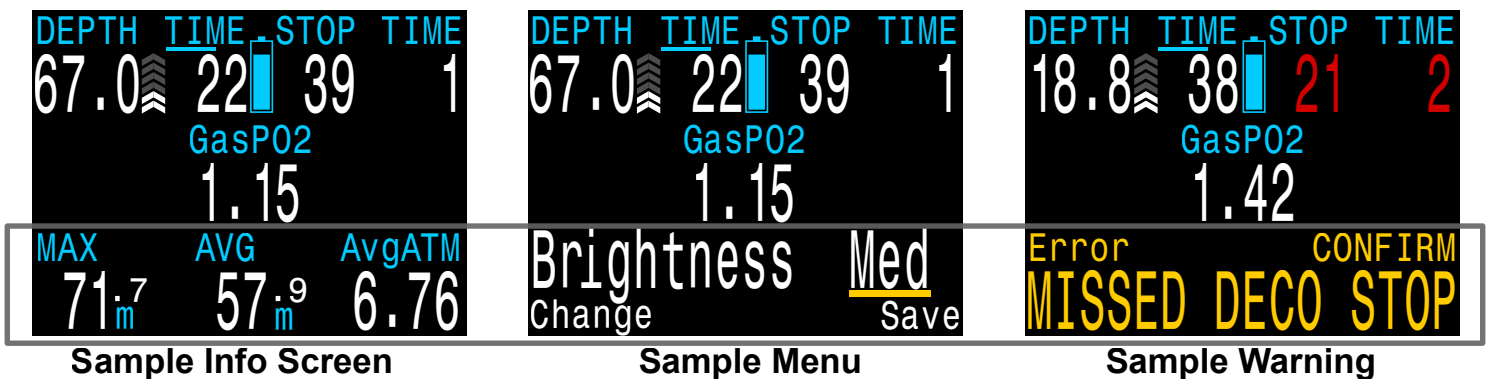 DEPTH TIME STOP TIME
67.0 22 39 1
GasPO2
1.15
MAX AVG AvgATM
71.7m 57.9m 6.76
Sample Info Screen
DEPTH TIME STOP TIME
67.0 22 39 1
GasPO2
1.15
Brightness Med
Change Save
Sample Menu
DEPTH TIME STOP TIME
18.8 38 21 2
GasPO2
1.42
Error CONFIRM
MISSED DECO STOP
Sample Warning